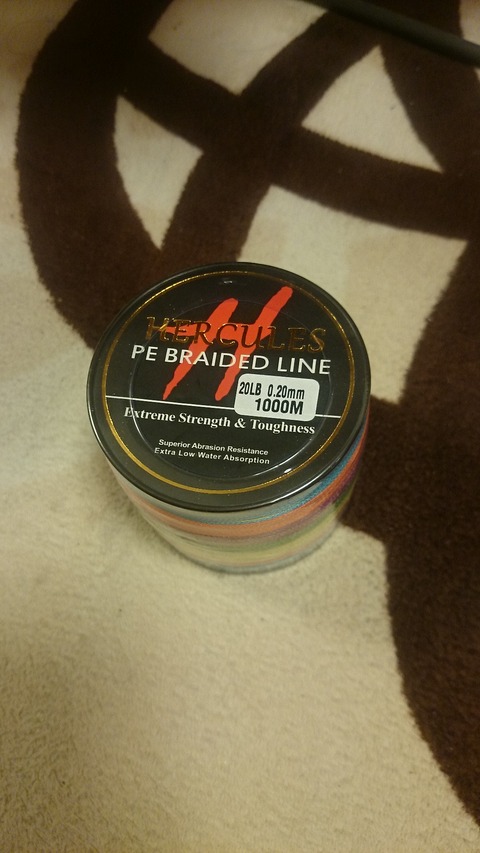 HERCULES
PE BRAIDED LINE
20LB 0.20mm
1000M
Extreme Strength & Toughness
Superior Abrasion Resistance
Extra Low Water Absorption